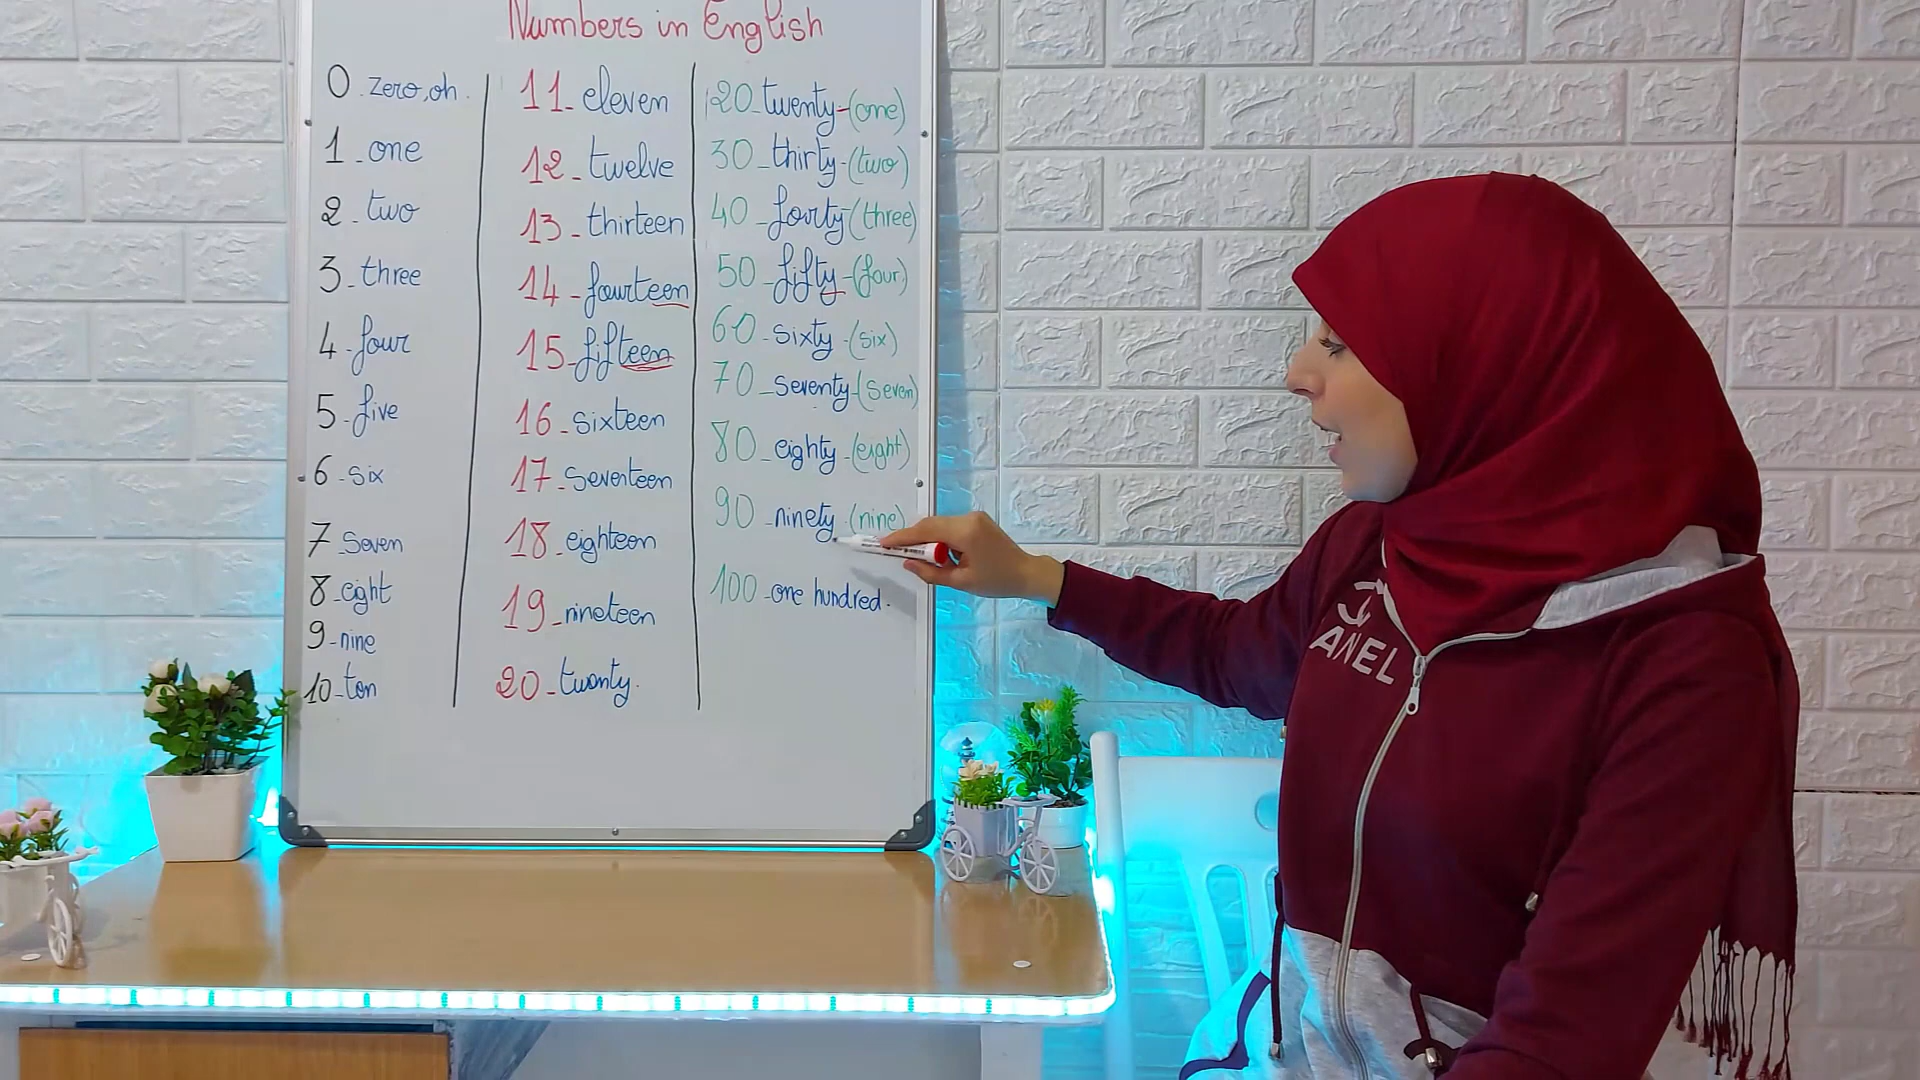 Numbers in English
0 - zero, oh.
1 - one
2 - two
3 - three
4 - four
5 - five
6 - six
7 - seven
8 - eight
9 - nine
10 - ten
11 - eleven
12 - twelve
13 - thirteen
14 - fourteen
15 - fifteen
16 - sixteen
17 - seventeen
18 - eighteen
19 - nineteen
20 - twenty.
20 - twenty-(one)
30 - thirty-(two)
40 - forty-(three)
50 - fifty-(four)
60 - sixty-(six)
70 - seventy-(seven)
80 - eighty-(eight)
90 - ninety-(nine)
100 - one hundred.
ANEL